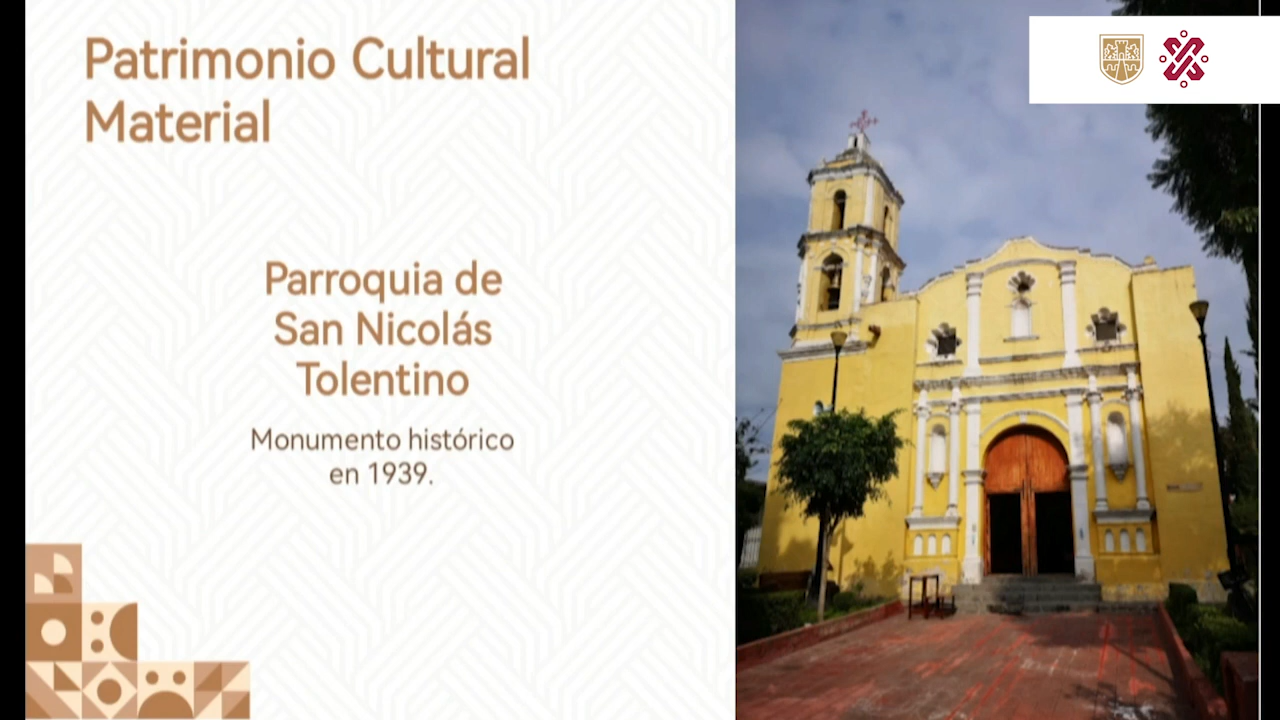 Patrimonio Cultural
Material
Parroquia de
San Nicolás
Tolentino
Monumento histórico
en 1939.